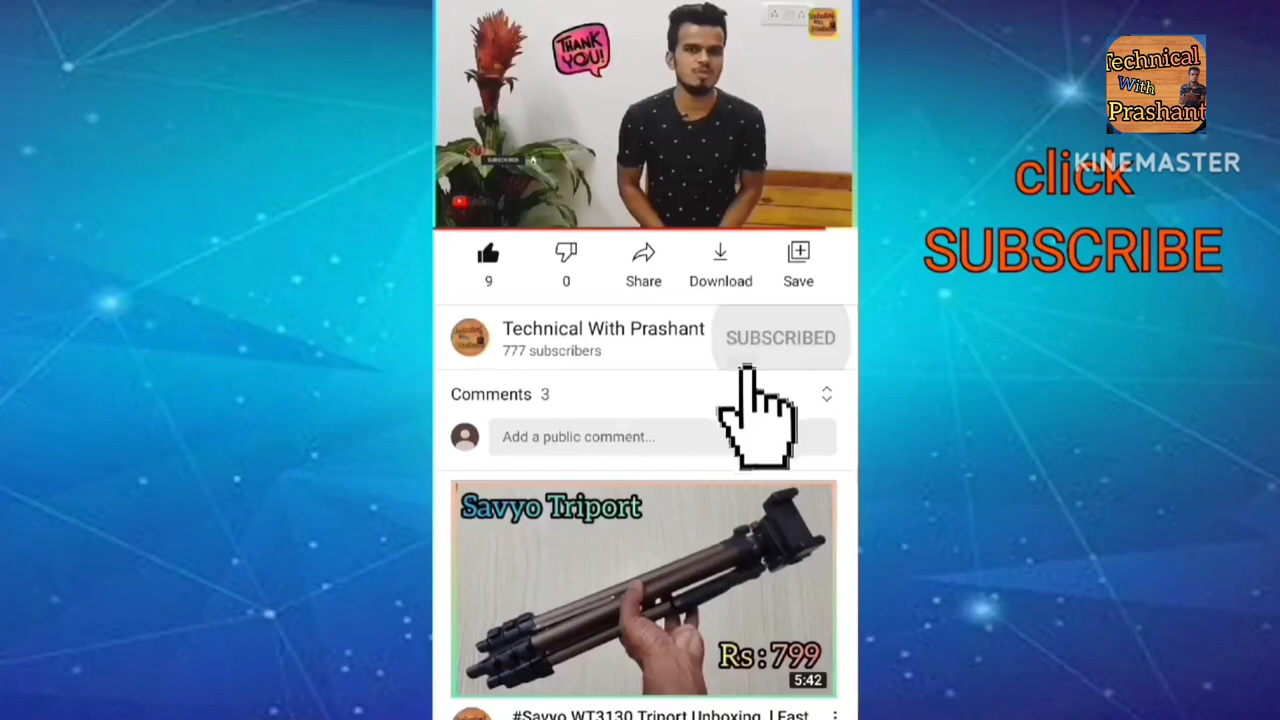 THANK
YOU!
Technical
With
Prashant
KINEMASTER
click
SUBSCRIBE
9
0
Share
Download
Save
Technical With Prashant
777 subscribers
SUBSCRIBED
Comments 3
Add a public comment...
Savyo Triport
Rs:799
5:42
#Savyo WT3130 Triport Unboxing